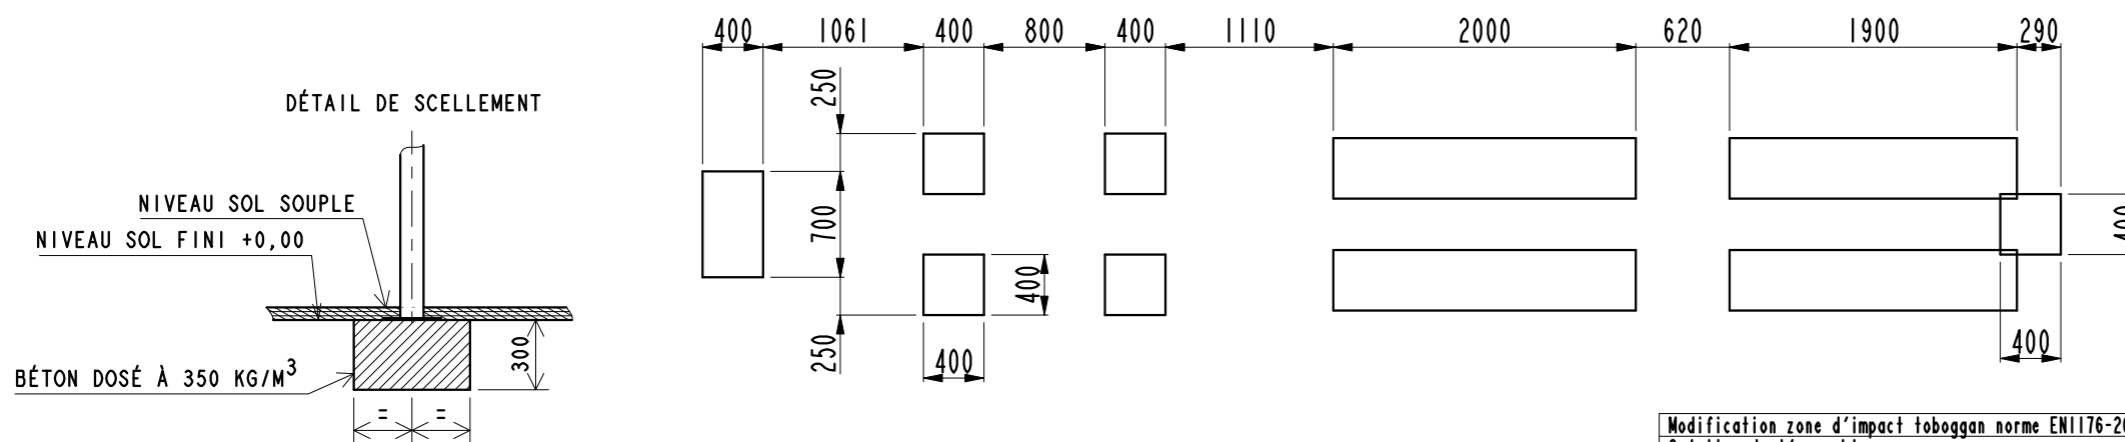 400 1061 400 800 400 1110 2000 620 1900 290
250
DÉTAIL DE SCELLEMENT
NIVEAU SOL SOUPLE
700
400
NIVEAU SOL FINI +0,00
400
300
250
400
400
BÉTON DOSÉ À 350 KG/M³
= =
Modification zone d'impact toboggan norme EN1176-